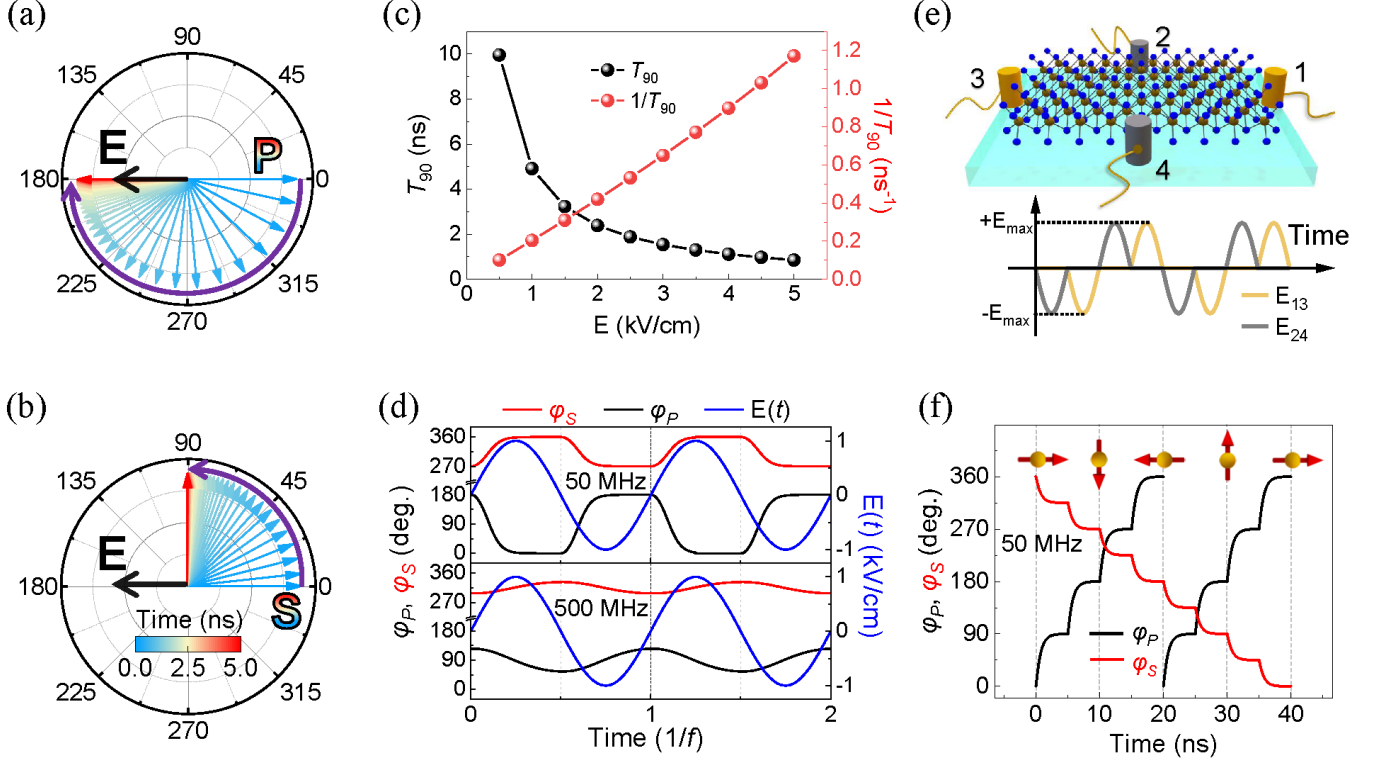 (a)
90
135
45
E
P
180
0
225
315
270
(b)
90
135
45
E
180
0
S
Time (ns)
0.0 2.5 5.0
225
315
270
(c)
10
8
6
4
2
0
T90 (ns)
T90
1/T90
1.2
1.0
0.8
0.6
0.4
0.2
0.0
1/T90 (ns-1)
0 1 2 3 4 5
E (kV/cm)
(d)
φS φP E(t)
360
270
180
90
0
50 MHz
1
0
-1
360
270
180
90
0
500 MHz
1
0
-1
φP, φS (deg.)
E(t) (kV/cm)
0 1 2
Time (1/f)
(e)
2
3
1
4
+Emax
Time
-Emax
E13
E24
(f)
360
270
180
90
0
φP, φS (deg.)
50 MHz
φP
φS
0 10 20 30 40
Time (ns)